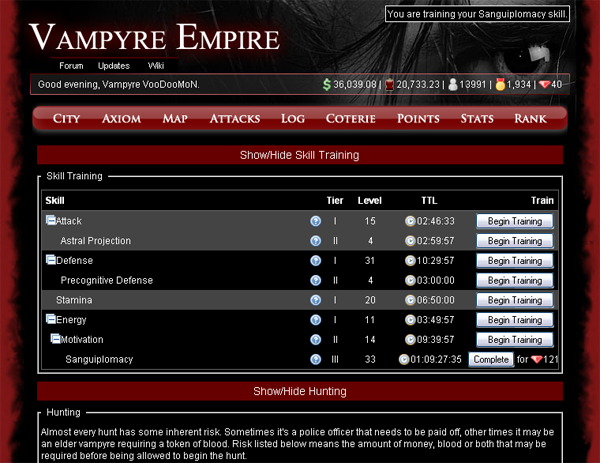 You are training your Sanguiplomacy skill.
VAMPYRE EMPIRE
Forum Updates Wiki
Good evening, Vampyre VooDooMoN. $ 36,039.08 | 20,733.23 | 13991 | 1,934 | 40
CITY AXIOM MAP ATTACKS LOG COTERIE POINTS STATS RANK
Show/Hide Skill Training
Skill Training
Skill Tier Level TTL Train
Attack ? I 15 02:46:33 Begin Training
Astral Projection ? II 4 02:59:57 Begin Training
Defense ? I 31 10:29:57 Begin Training
Precognitive Defense ? II 4 03:00:00 Begin Training
Stamina ? I 20 06:50:00 Begin Training
Energy ? I 11 03:49:57 Begin Training
Motivation ? II 14 09:39:57 Begin Training
Sanguiplomacy ? III 33 01:09:27:35 Complete for 121
Show/Hide Hunting
Hunting
Almost every hunt has some inherent risk. Sometimes it's a police officer that needs to be paid off, other times it may be
an elder vampyre requiring a token of blood. Risk listed below means the amount of money, blood or both that may be
required before being allowed to begin the hunt.